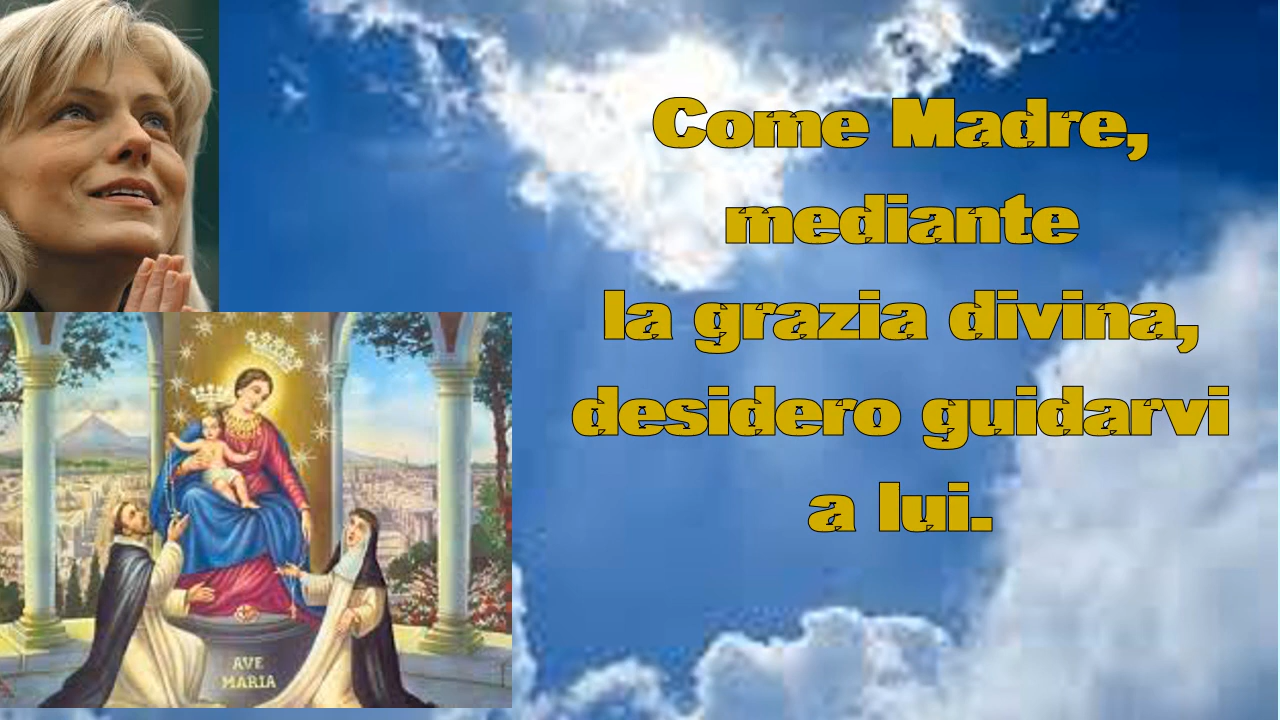 Come Madre,
mediante
la grazia divina,
desidero guidarvi
a lui.
AVE
MARIA